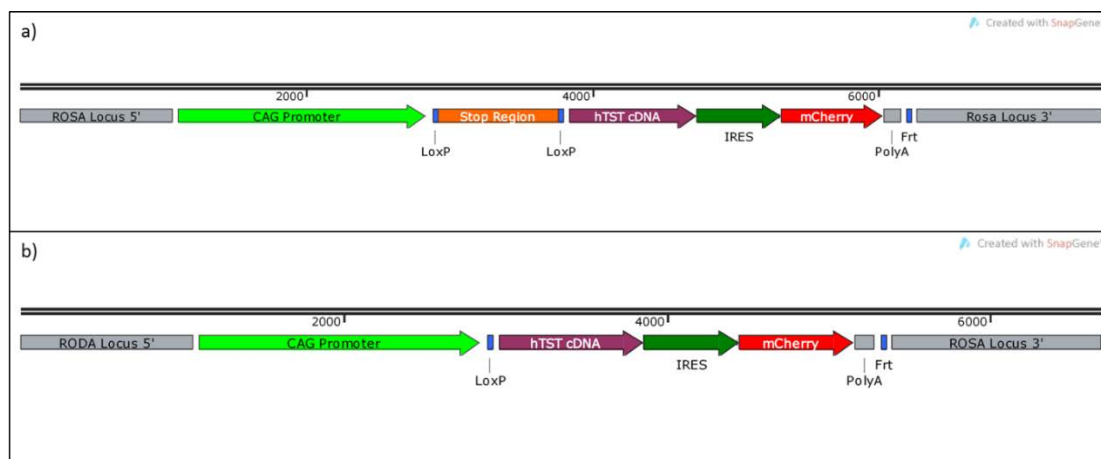 a)
Created with SnapGene
2000
4000
6000
ROSA Locus 5'
CAG Promoter
Stop Region
hTST cDNA
mCherry
Rosa Locus 3'
IRES
Frt
LoxP
LoxP
PolyA
b)
Created with SnapGene
2000
4000
6000
RODA Locus 5'
CAG Promoter
hTST cDNA
mCherry
ROSA Locus 3'
IRES
Frt
LoxP
PolyA